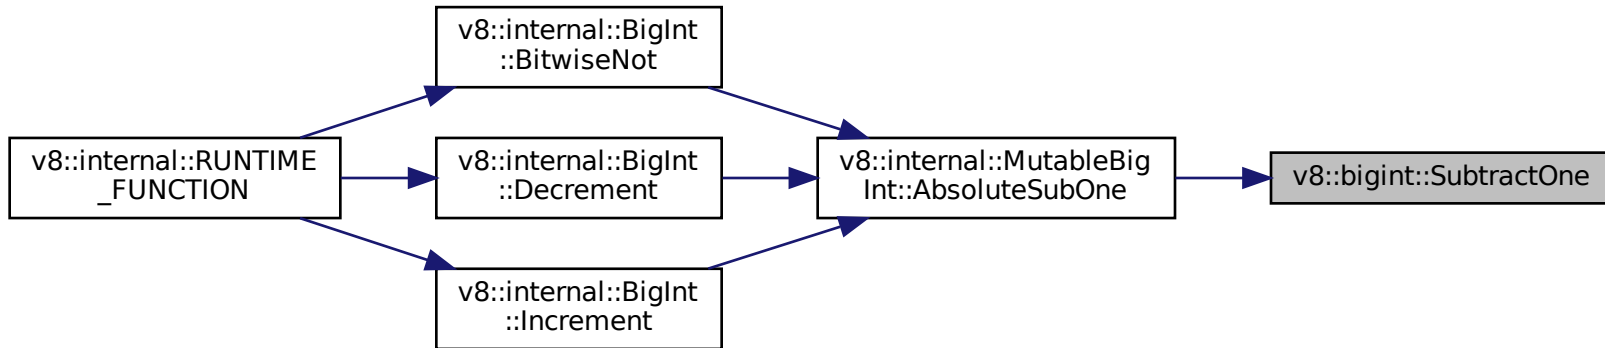 v8::internal::RUNTIME
_FUNCTION
v8::internal::BigInt
::BitwiseNot
v8::internal::BigInt
::Decrement
v8::internal::BigInt
::Increment
v8::internal::MutableBig
Int::AbsoluteSubOne
v8::bigint::SubtractOne